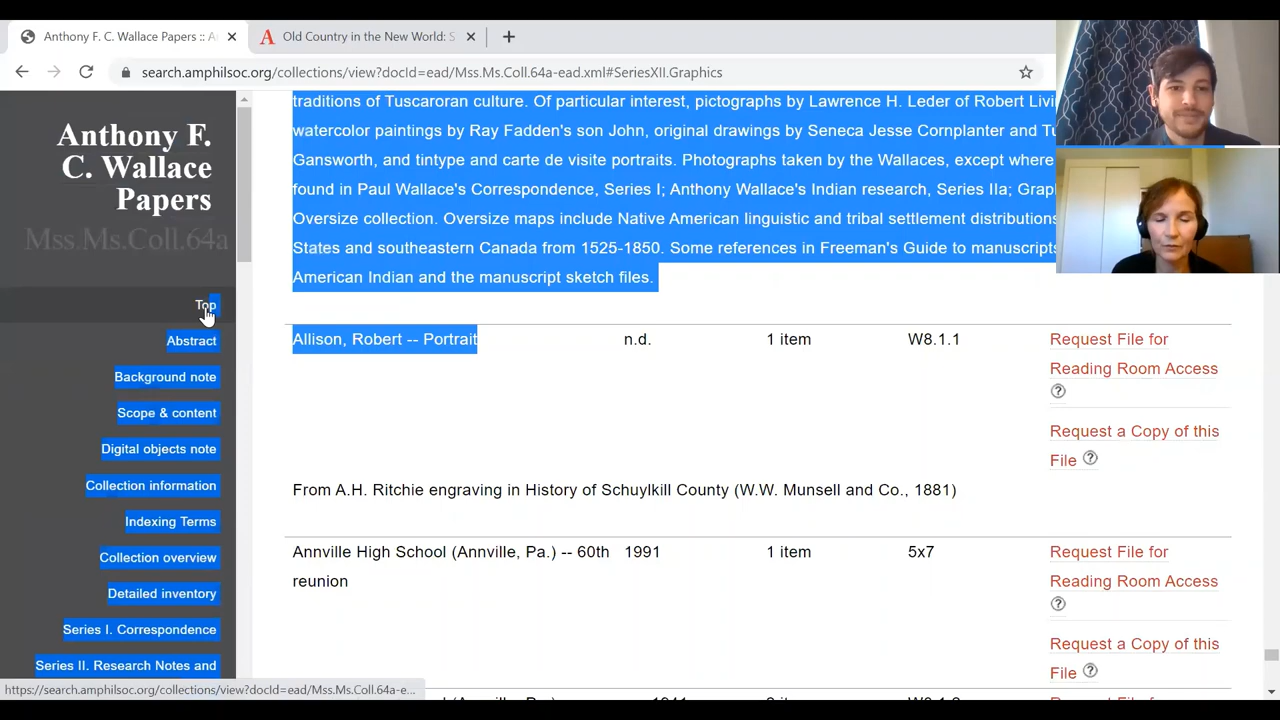 Anthony F. C. Wallace Papers :: A
Old Country in the New World: S
search.amphilsoc.org/collections/view?docId=ead/Mss.Ms.Coll.64a-ead.xml#SeriesXII.Graphics
Anthony F.
C. Wallace
Papers
Mss.Ms.Coll.64a
Top
Abstract
Background note
Scope & content
Digital objects note
Collection information
Indexing Terms
Collection overview
Detailed inventory
Series I. Correspondence
Series II. Research Notes and
traditions of Tuscaroran culture. Of particular interest, pictographs by Lawrence H. Leder of Robert Livi
watercolor paintings by Ray Fadden's son John, original drawings by Seneca Jesse Cornplanter and Tu
Gansworth, and tintype and carte de visite portraits. Photographs taken by the Wallaces, except where
found in Paul Wallace's Correspondence, Series I; Anthony Wallace's Indian research, Series IIa; Grap
Oversize collection. Oversize maps include Native American linguistic and tribal settlement distributions
States and southeastern Canada from 1525-1850. Some references in Freeman's Guide to manuscripts
American Indian and the manuscript sketch files.
Allison, Robert -- Portrait n.d. 1 item W8.1.1 Request File for
Reading Room Access
Request a Copy of this
File
From A.H. Ritchie engraving in History of Schuylkill County (W.W. Munsell and Co., 1881)
Annville High School (Annville, Pa.) -- 60th 1991 1 item 5x7 Request File for
reunion Reading Room Access
Request a Copy of this
File
https://search.amphilsoc.org/collections/view?docId=ead/Mss.Ms.Coll.64a-e...